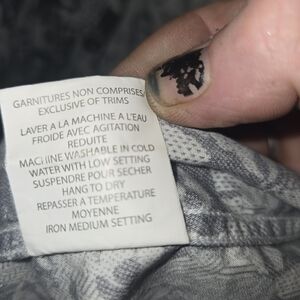 GARNITURES NON COMPRISES
EXCLUSIVE OF TRIMS
LAVER A LA MACHINE A L'EAU
FROIDE AVEC AGITATION
REDUITE
MACHINE WASHABLE IN COLD
WATER WITH LOW SETTING
SUSPENDRE POUR SECHER
HANG TO DRY
REPASSER A TEMPERATURE
MOYENNE
IRON MEDIUM SETTING